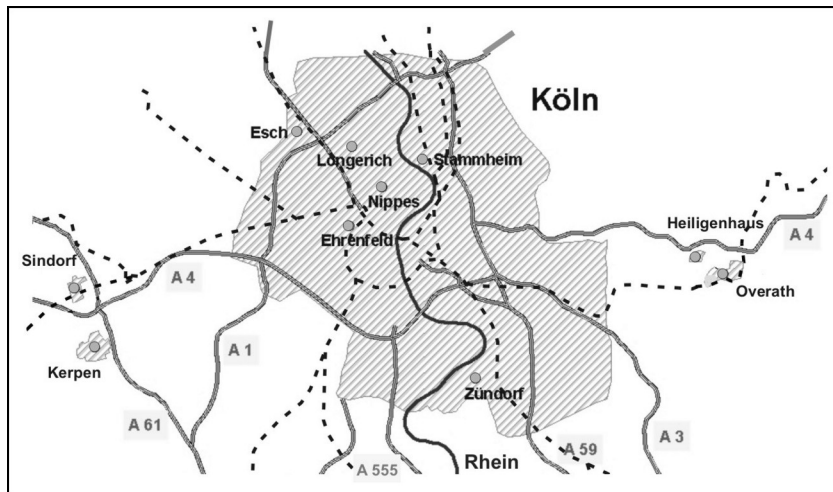 Köln
Esch
Longerich
Stammheim
Nippes
Ehrenfeld
Heiligenhaus
A 4
Sindorf
A 4
Overath
A 1
Kerpen
Zündorf
A 61
A 3
A 59
Rhein
A 555